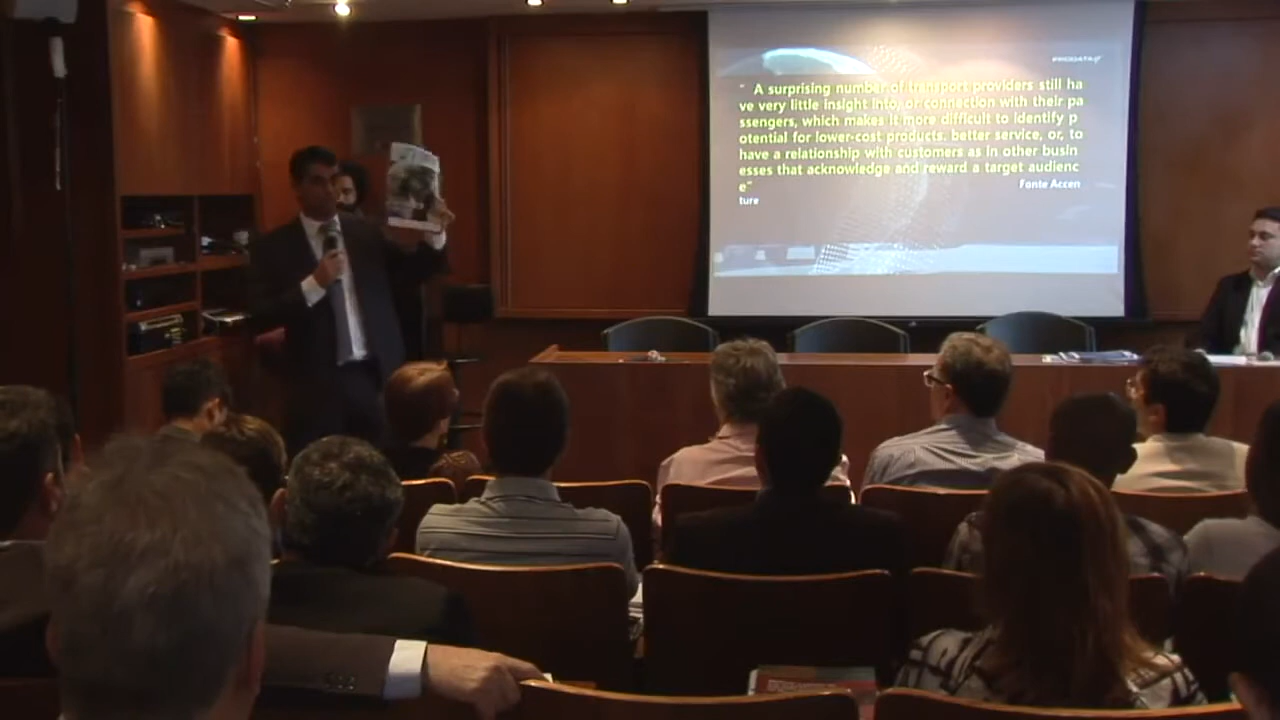 " A surprising number of transport providers still ha
ve very little insight into, or connection with their pa
ssengers, which makes it more difficult to identify p
otential for lower-cost products, better service, or, to
have a relationship with customers as in other busin
esses that acknowledge and reward a target audienc
e"
Fonte Accen
ture